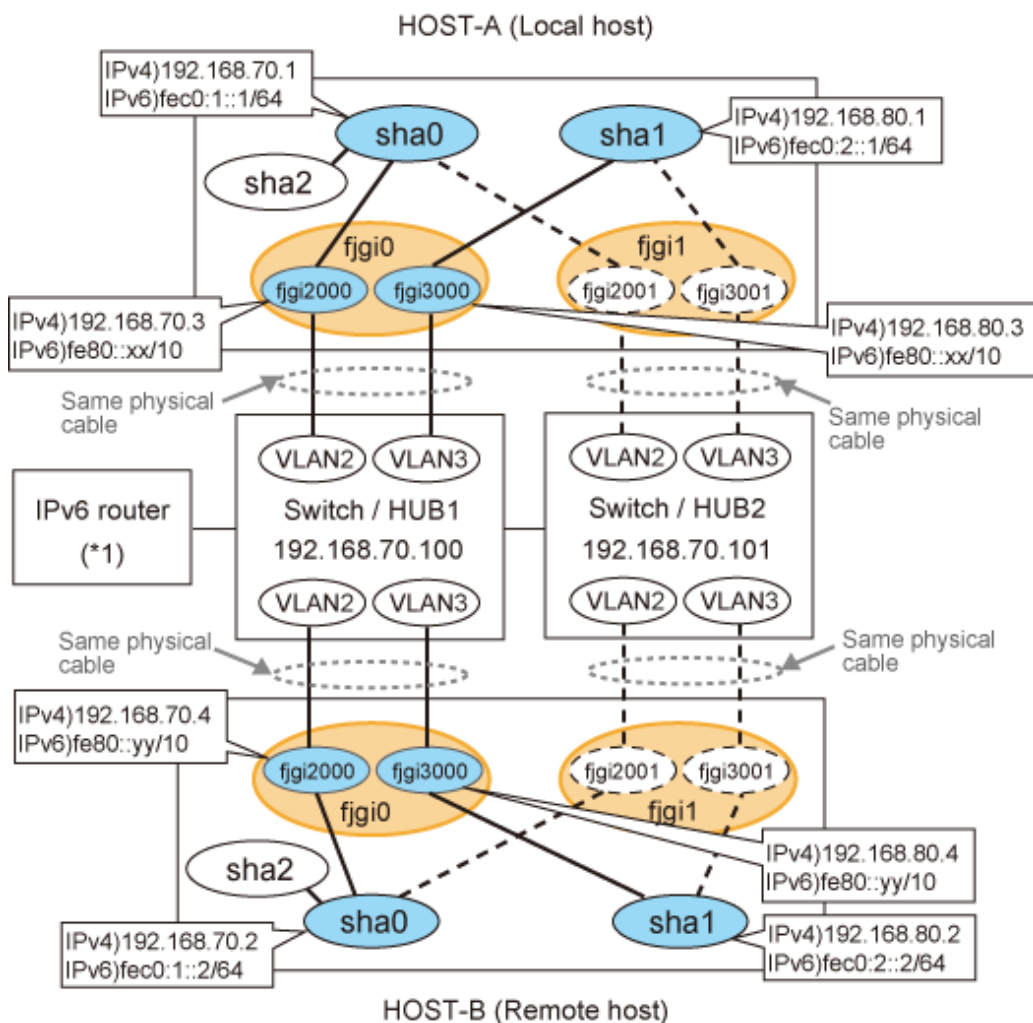 HOST-A (Local host)
IPv4)192.168.70.1
IPv6)fec0:1::1/64
sha0
sha1
IPv4)192.168.80.1
IPv6)fec0:2::1/64
sha2
fjgi0
fjgi1
fjgi2000
fjgi3000
fjgi2001
fjgi3001
IPv4)192.168.70.3
IPv6)fe80::xx/10
IPv4)192.168.80.3
IPv6)fe80::xx/10
Same physical
cable
Same physical
cable
VLAN2
VLAN3
VLAN2
VLAN3
IPv6 router
(*1)
Switch / HUB1
192.168.70.100
Switch / HUB2
192.168.70.101
VLAN2
VLAN3
VLAN2
VLAN3
Same physical
cable
Same physical
cable
IPv4)192.168.70.4
IPv6)fe80::yy/10
fjgi2000
fjgi3000
fjgi2001
fjgi3001
fjgi0
fjgi1
IPv4)192.168.80.4
IPv6)fe80::yy/10
sha2
sha0
sha1
IPv4)192.168.70.2
IPv6)fec0:1::2/64
IPv4)192.168.80.2
IPv6)fec0:2::2/64
HOST-B (Remote host)